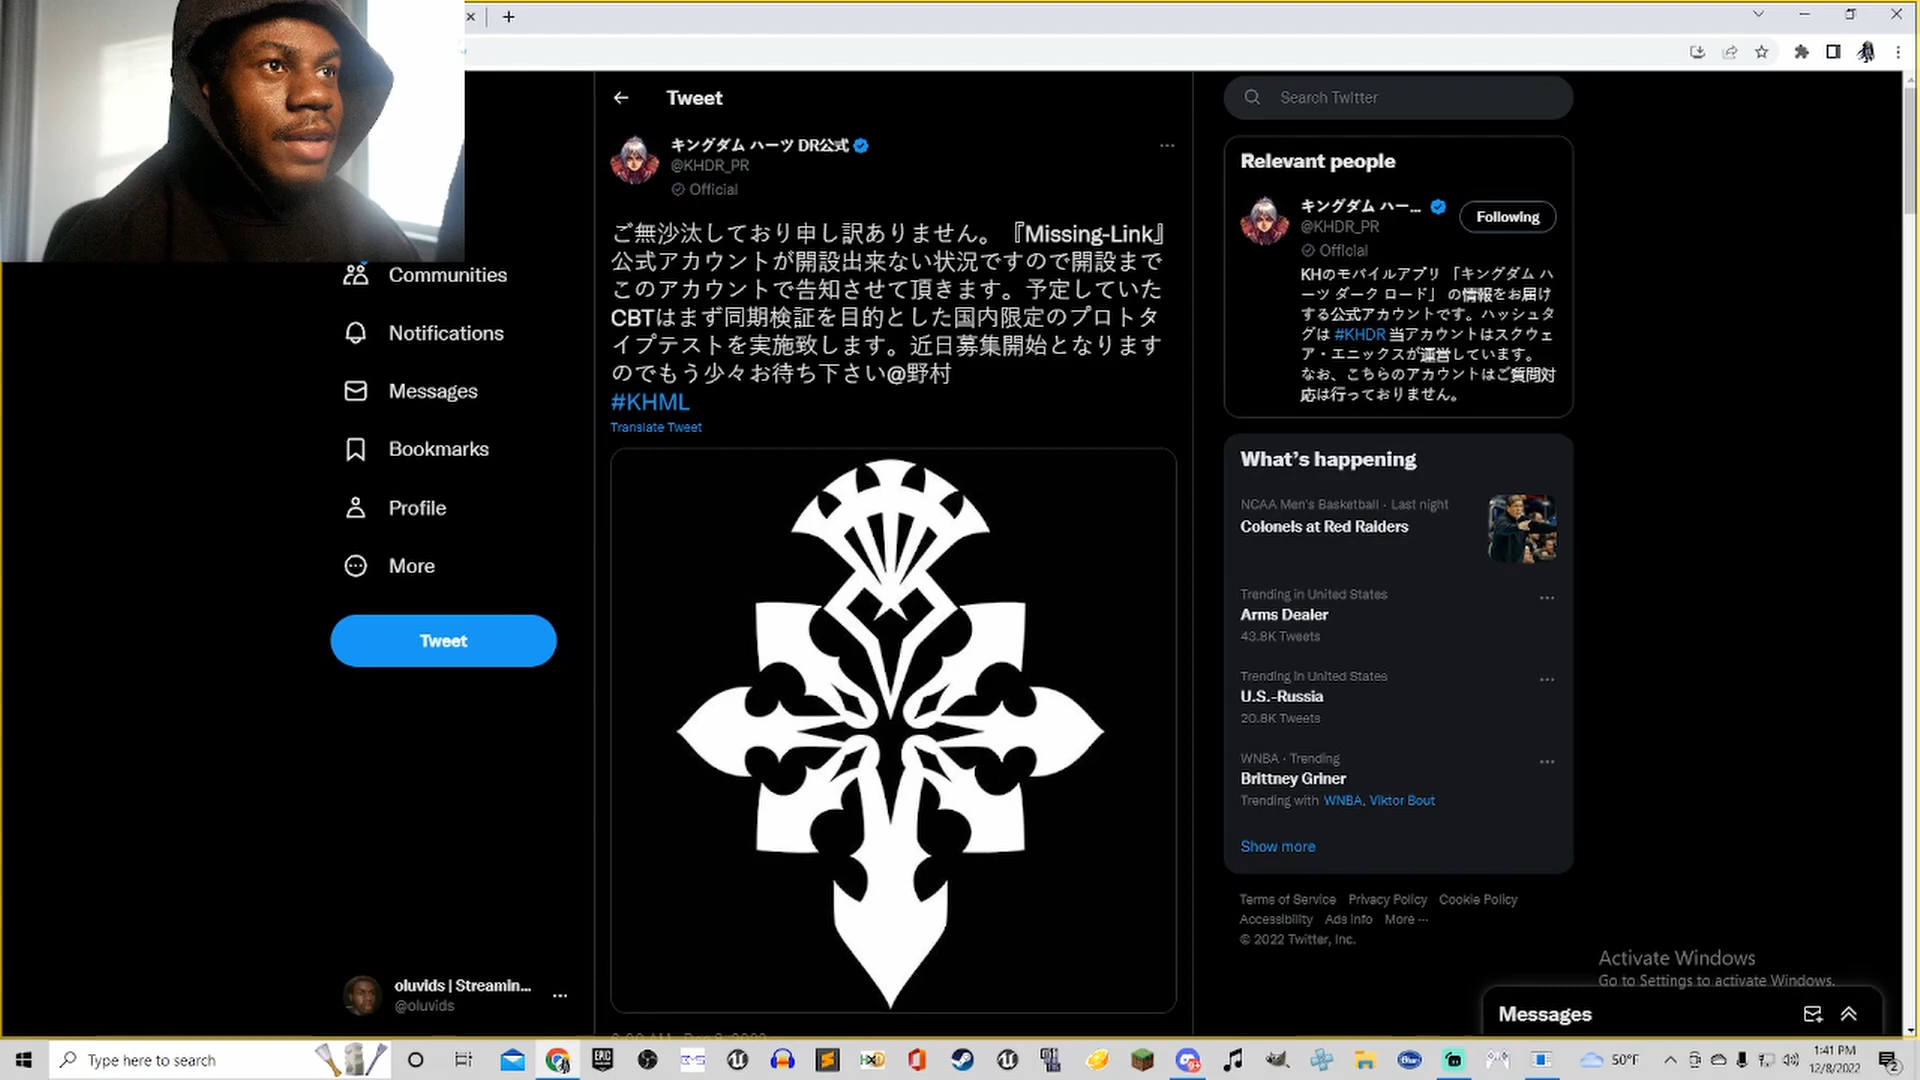 Tweet
キングダム ハーツ DR公式
@KHDR_PR
Official
ご無沙汰しており申し訳ありません。『Missing-Link』
公式アカウントが開設出来ない状況ですので開設まで
このアカウントで告知させて頂きます。予定していた
CBTはまず同期検証を目的とした国内限定のプロトタ
イプテストを実施致します。近日募集開始となります
のでもう少々お待ち下さい@野村
#KHML
Translate Tweet
Communities
Notifications
Messages
Bookmarks
Profile
More
Tweet
oluvids | Streamin...
@oluvids
Search Twitter
Relevant people
キングダム ハー...
@KHDR_PR
Official
Following
KHのモバイルアプリ 「キングダム ハ
ーツ ダーク ロード」 の情報をお届け
する公式アカウントです。ハッシュタ
グは #KHDR 当アカウントはスクウェ
ア・エニックスが運営しています。
なお、こちらのアカウントはご質問対
応は行っておりません。
What's happening
NCAA Men's Basketball · Last night
Colonels at Red Raiders
Trending in United States
Arms Dealer
43.8K Tweets
Trending in United States
U.S.-Russia
20.8K Tweets
WNBA · Trending
Brittney Griner
Trending with WNBA, Viktor Bout
Show more
Terms of Service Privacy Policy Cookie Policy
Accessibility Ads info More ···
© 2022 Twitter, Inc.
Activate Windows
Go to Settings to activate Windows.
Messages
Type here to search
EPIC
50°F
1:41 PM
12/8/2022
2